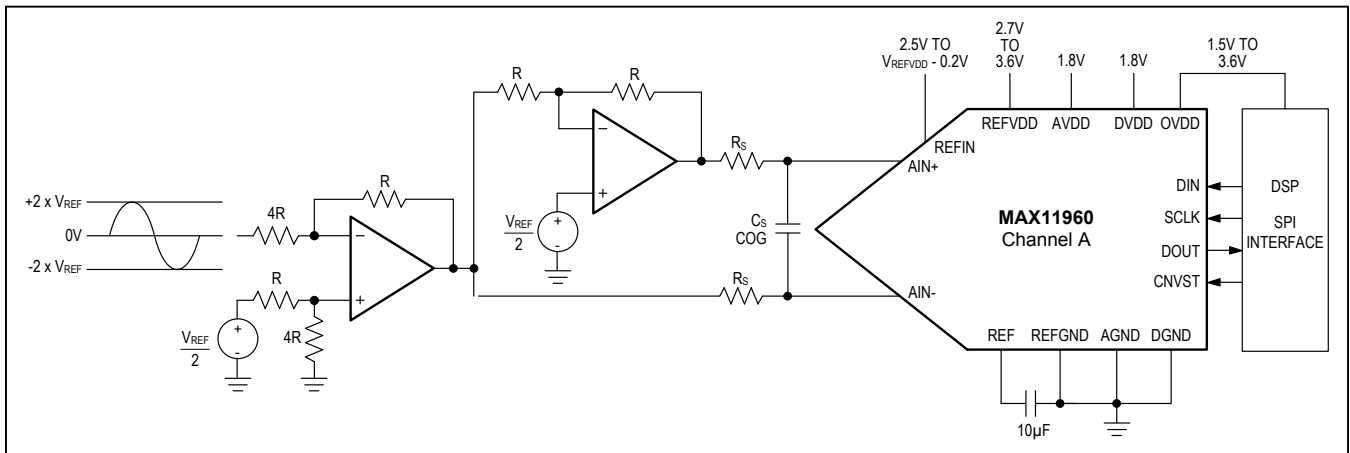 +2 x VREF
0V
-2 x VREF
4R
R
R
4R
VREF
2
R
R
VREF
2
RS
RS
CS
COG
2.5V TO
VREFVDD - 0.2V
2.7V
TO
3.6V
1.8V
1.8V
1.5V TO
3.6V
REFVDD
AVDD
DVDD
OVDD
REFIN
AIN+
AIN-
MAX11960
Channel A
DIN
SCLK
DOUT
CNVST
DSP
SPI
INTERFACE
REF
REFGND
AGND
DGND
10µF